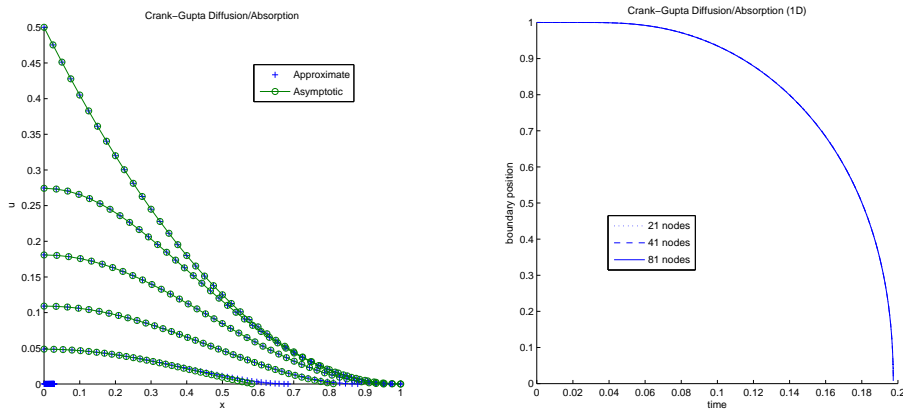 Crank–Gupta Diffusion/Absorption
0.5
0.45
0.4
0.35
0.3
0.25
0.2
0.15
0.1
0.05
0
u
Approximate
Asymptotic
0 0.1 0.2 0.3 0.4 0.5 0.6 0.7 0.8 0.9 1
x
Crank–Gupta Diffusion/Absorption (1D)
1
0.9
0.8
0.7
0.6
0.5
0.4
0.3
0.2
0.1
0
boundary position
21 nodes
41 nodes
81 nodes
0 0.02 0.04 0.06 0.08 0.1 0.12 0.14 0.16 0.18 0.2
time